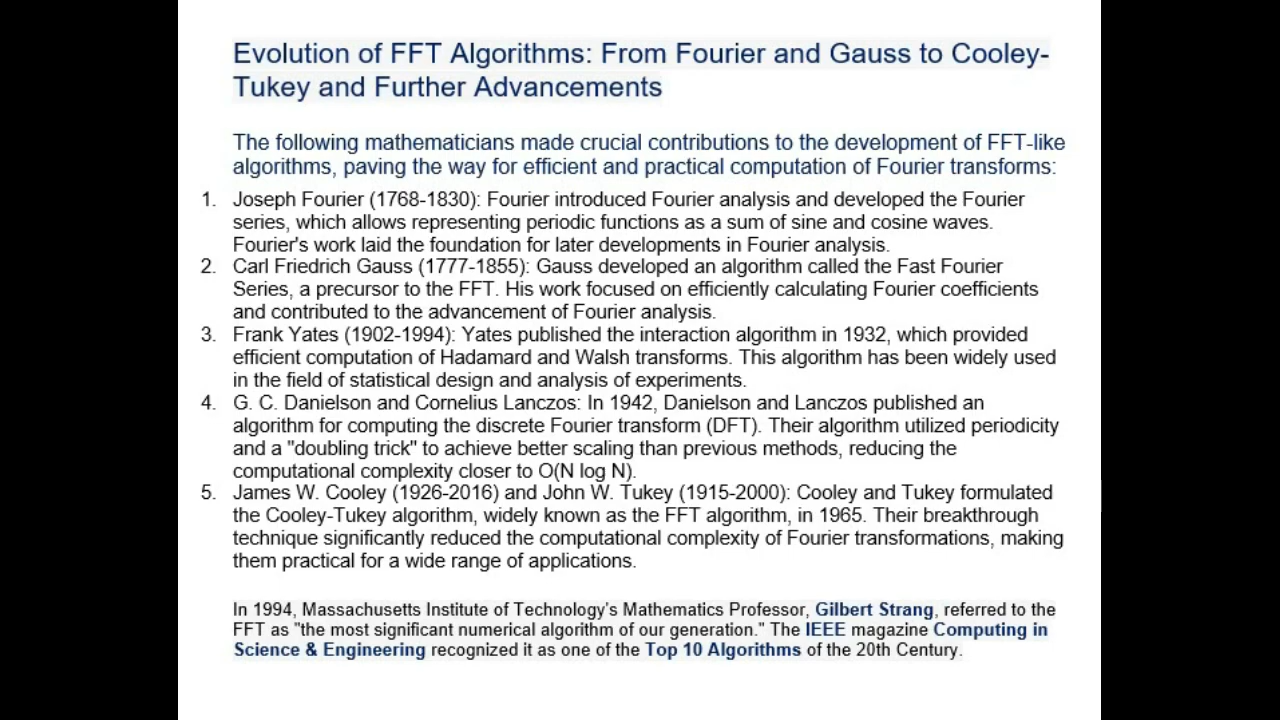 Evolution of FFT Algorithms: From Fourier and Gauss to Cooley-
Tukey and Further Advancements
The following mathematicians made crucial contributions to the development of FFT-like
algorithms, paving the way for efficient and practical computation of Fourier transforms:
1. Joseph Fourier (1768-1830): Fourier introduced Fourier analysis and developed the Fourier
series, which allows representing periodic functions as a sum of sine and cosine waves.
Fourier's work laid the foundation for later developments in Fourier analysis.
2. Carl Friedrich Gauss (1777-1855): Gauss developed an algorithm called the Fast Fourier
Series, a precursor to the FFT. His work focused on efficiently calculating Fourier coefficients
and contributed to the advancement of Fourier analysis.
3. Frank Yates (1902-1994): Yates published the interaction algorithm in 1932, which provided
efficient computation of Hadamard and Walsh transforms. This algorithm has been widely used
in the field of statistical design and analysis of experiments.
4. G. C. Danielson and Cornelius Lanczos: In 1942, Danielson and Lanczos published an
algorithm for computing the discrete Fourier transform (DFT). Their algorithm utilized periodicity
and a "doubling trick" to achieve better scaling than previous methods, reducing the
computational complexity closer to O(N log N).
5. James W. Cooley (1926-2016) and John W. Tukey (1915-2000): Cooley and Tukey formulated
the Cooley-Tukey algorithm, widely known as the FFT algorithm, in 1965. Their breakthrough
technique significantly reduced the computational complexity of Fourier transformations, making
them practical for a wide range of applications.
In 1994, Massachusetts Institute of Technology's Mathematics Professor, Gilbert Strang, referred to the
FFT as "the most significant numerical algorithm of our generation." The IEEE magazine Computing in
Science & Engineering recognized it as one of the Top 10 Algorithms of the 20th Century.